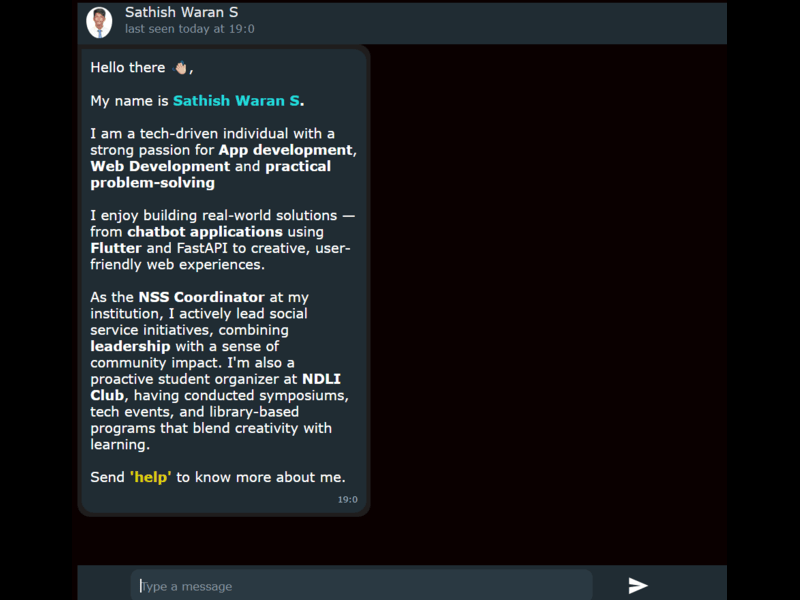 Sathish Waran S
last seen today at 19:0
Hello there 👋🏻,
My name is Sathish Waran S.
I am a tech-driven individual with a
strong passion for App development,
Web Development and practical
problem-solving
I enjoy building real-world solutions —
from chatbot applications using
Flutter and FastAPI to creative, user-
friendly web experiences.
As the NSS Coordinator at my
institution, I actively lead social
service initiatives, combining
leadership with a sense of
community impact. I'm also a
proactive student organizer at NDLI
Club, having conducted symposiums,
tech events, and library-based
programs that blend creativity with
learning.
Send 'help' to know more about me.
19:0
Type a message